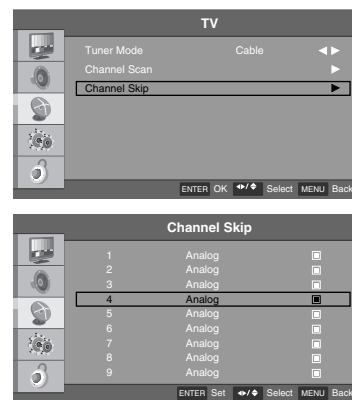 TV
Tuner Mode Cable
Channel Scan
Channel Skip
ENTER OK Select MENU Back
Channel Skip
1 Analog
2 Analog
3 Analog
4 Analog
5 Analog
6 Analog
7 Analog
8 Analog
9 Analog
ENTER Set Select MENU Back